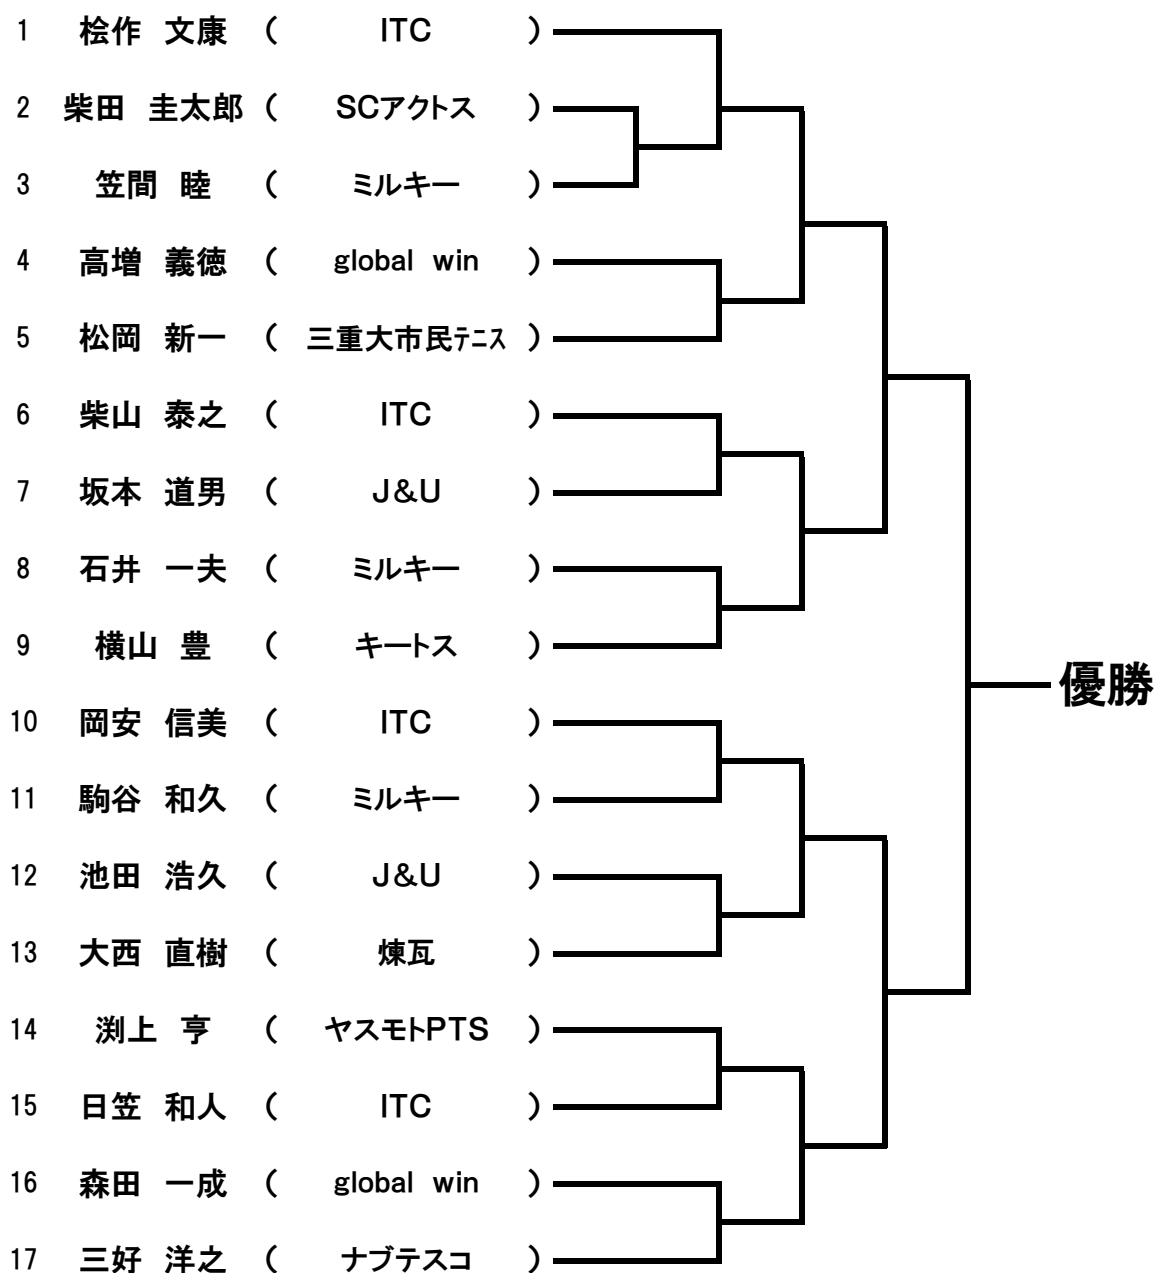 1 桧作 文康 ( ITC )
2 柴田 圭太郎 ( SCアクトス )
3 笠間 睦 ( ミルキー )
4 高増 義徳 ( global win )
5 松岡 新一 ( 三重大市民ﾃﾆｽ )
6 柴山 泰之 ( ITC )
7 坂本 道男 ( J&U )
8 石井 一夫 ( ミルキー )
9 横山 豊 ( キートス )
優勝
10 岡安 信美 ( ITC )
11 駒谷 和久 ( ミルキー )
12 池田 浩久 ( J&U )
13 大西 直樹 ( 煉瓦 )
14 渕上 亨 ( ヤスモトPTS )
15 日笠 和人 ( ITC )
16 森田 一成 ( global win )
17 三好 洋之 ( ナブテスコ )